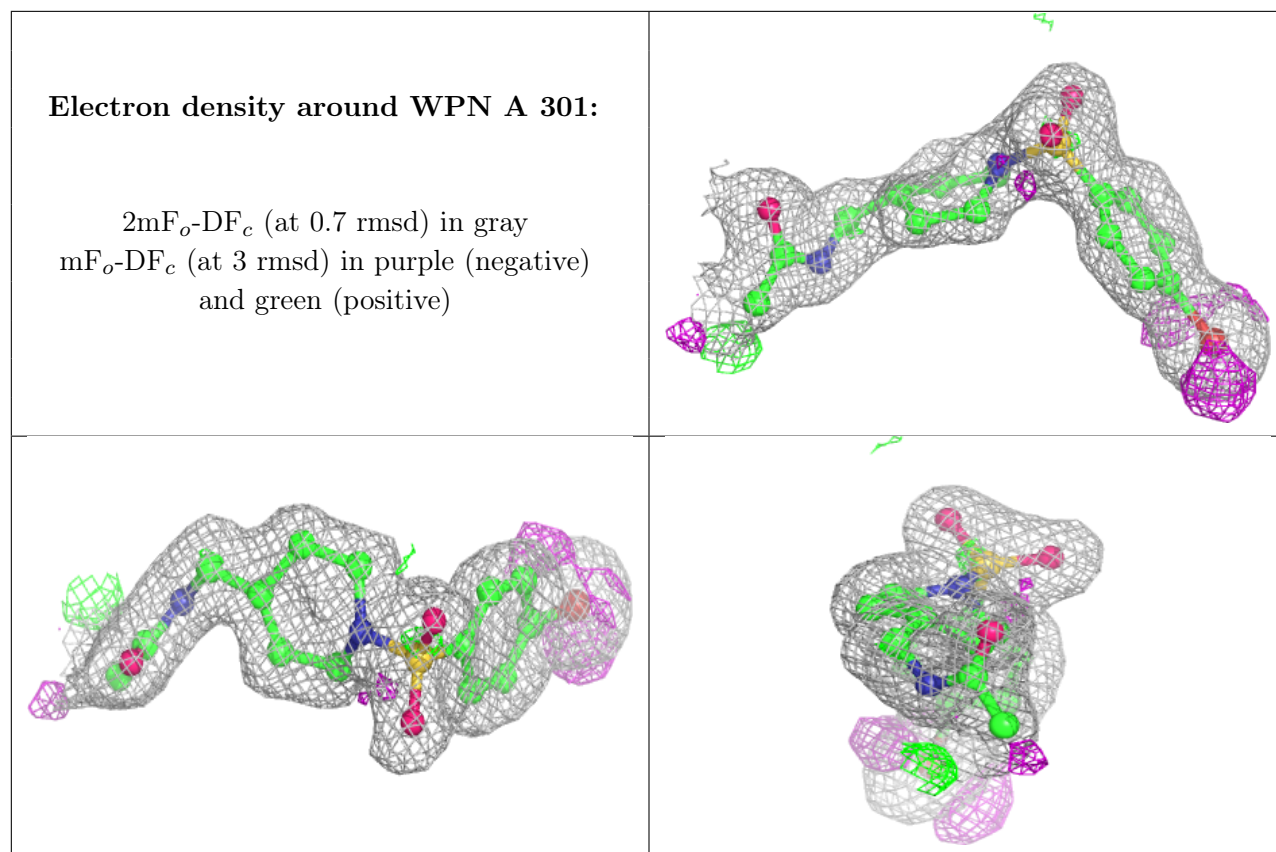 Electron density around WPN A 301:
2mFo-DFc (at 0.7 rmsd) in gray
mFo-DFc (at 3 rmsd) in purple (negative)
and green (positive)